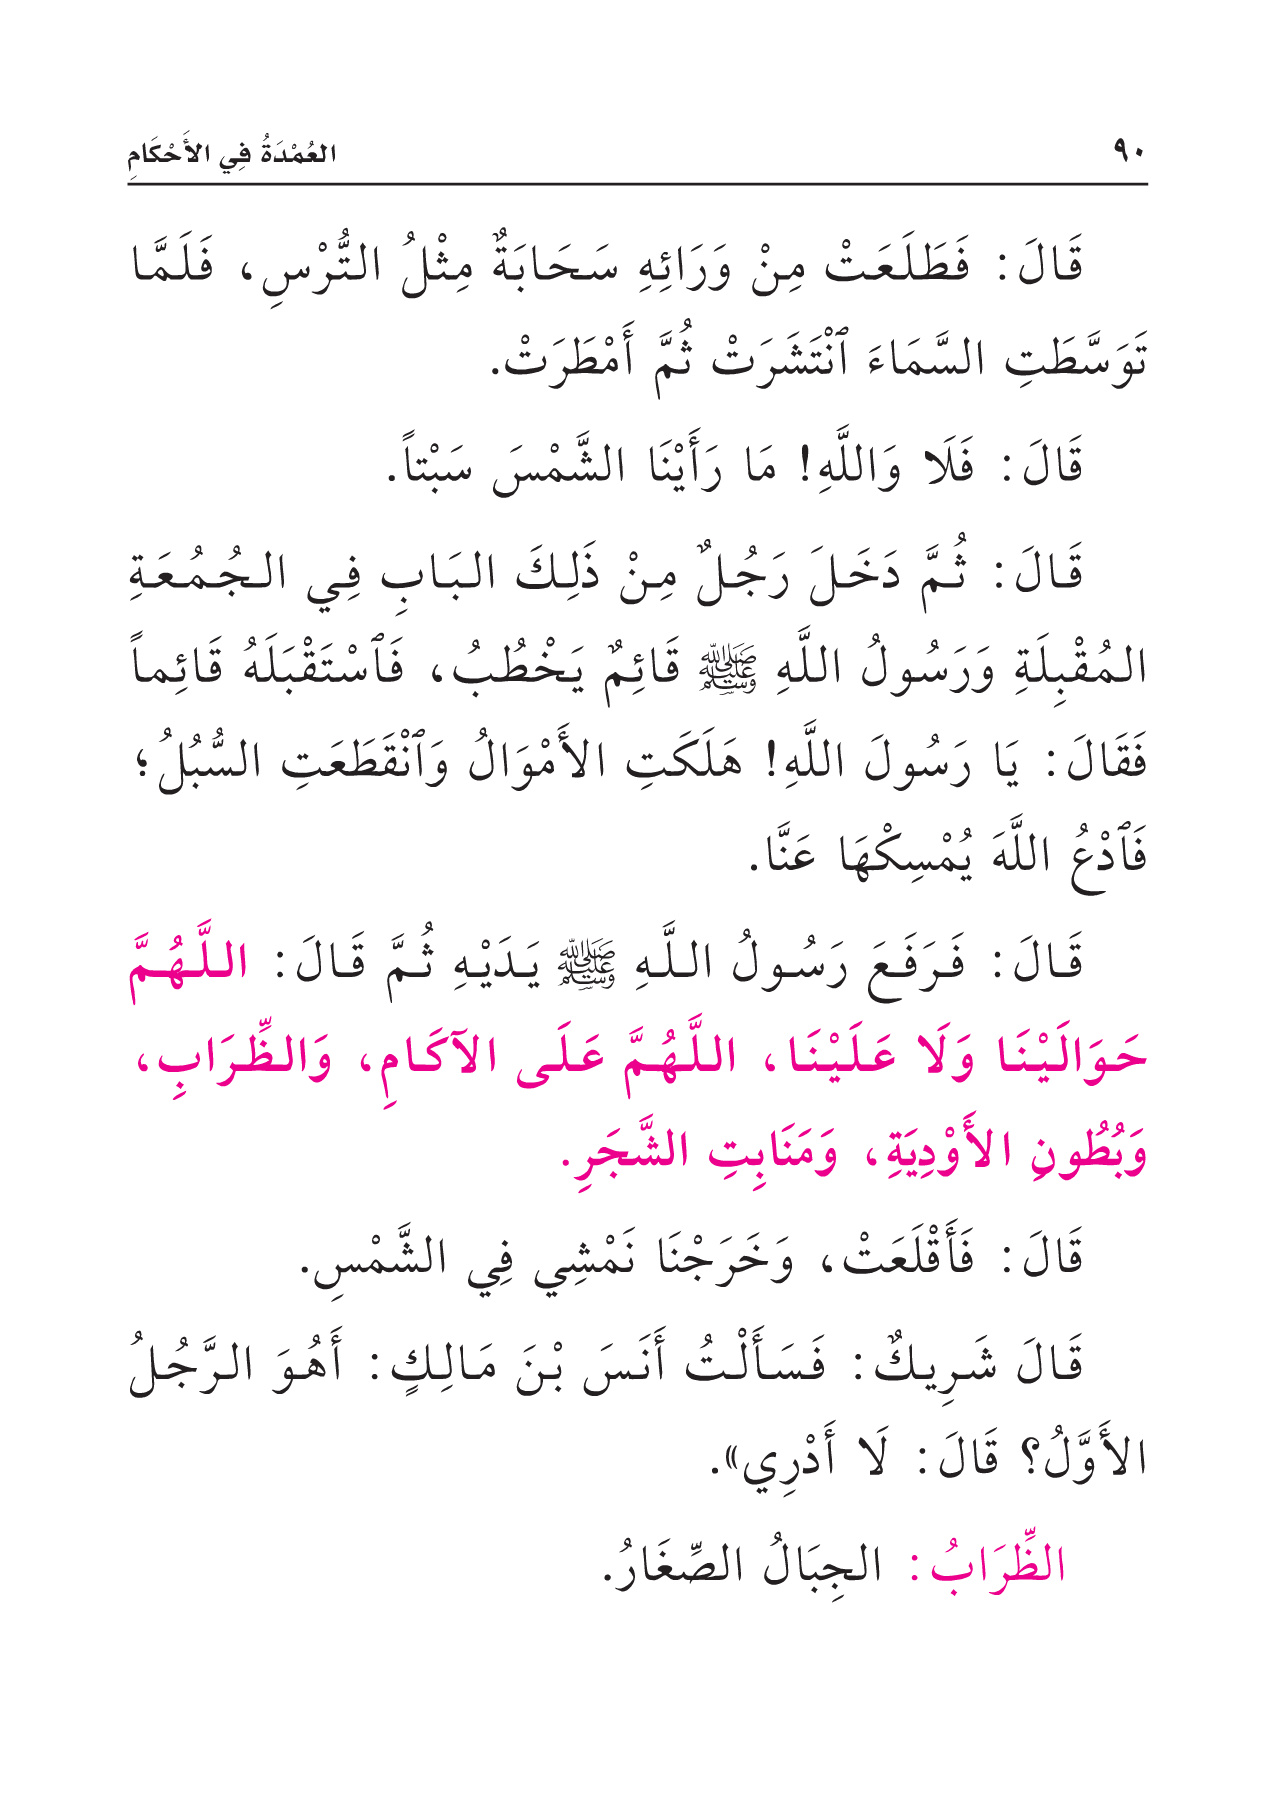 ٩٠ العُمْدَةُ فِي الأَحْكَامِ
قَالَ: فَطَلَعَتْ مِنْ وَرَائِهِ سَحَابَةٌ مِثْلُ التُّرْسِ، فَلَمَّا
تَوَسَّطَتِ السَّمَاءَ ٱنْتَشَرَتْ ثُمَّ أَمْطَرَتْ.
قَالَ: فَلَا وَاللَّهِ! مَا رَأَيْنَا الشَّمْسَ سَبْتاً.
قَالَ: ثُمَّ دَخَلَ رَجُلٌ مِنْ ذَلِكَ البَابِ فِي الجُمُعَةِ
المُقْبِلَةِ وَرَسُولُ اللَّهِ ﷺ قَائِمٌ يَخْطُبُ، فَٱسْتَقْبَلَهُ قَائِماً
فَقَالَ: يَا رَسُولَ اللَّهِ! هَلَكَتِ الأَمْوَالُ وَٱنْقَطَعَتِ السُّبُلُ؛
فَٱدْعُ اللَّهَ يُمْسِكْهَا عَنَّا.
قَالَ: فَرَفَعَ رَسُولُ اللَّهِ ﷺ يَدَيْهِ ثُمَّ قَالَ: اللَّهُمَّ
حَوَالَيْنَا وَلَا عَلَيْنَا، اللَّهُمَّ عَلَى الآكَامِ، وَالظِّرَابِ،
وَبُطُونِ الأَوْدِيَةِ، وَمَنَابِتِ الشَّجَرِ.
قَالَ: فَأَقْلَعَتْ، وَخَرَجْنَا نَمْشِي فِي الشَّمْسِ.
قَالَ شَرِيكٌ: فَسَأَلْتُ أَنَسَ بْنَ مَالِكٍ: أَهُوَ الرَّجُلُ
الأَوَّلُ؟ قَالَ: لَا أَدْرِي».
الظِّرَابُ: الجِبَالُ الصِّغَارُ.